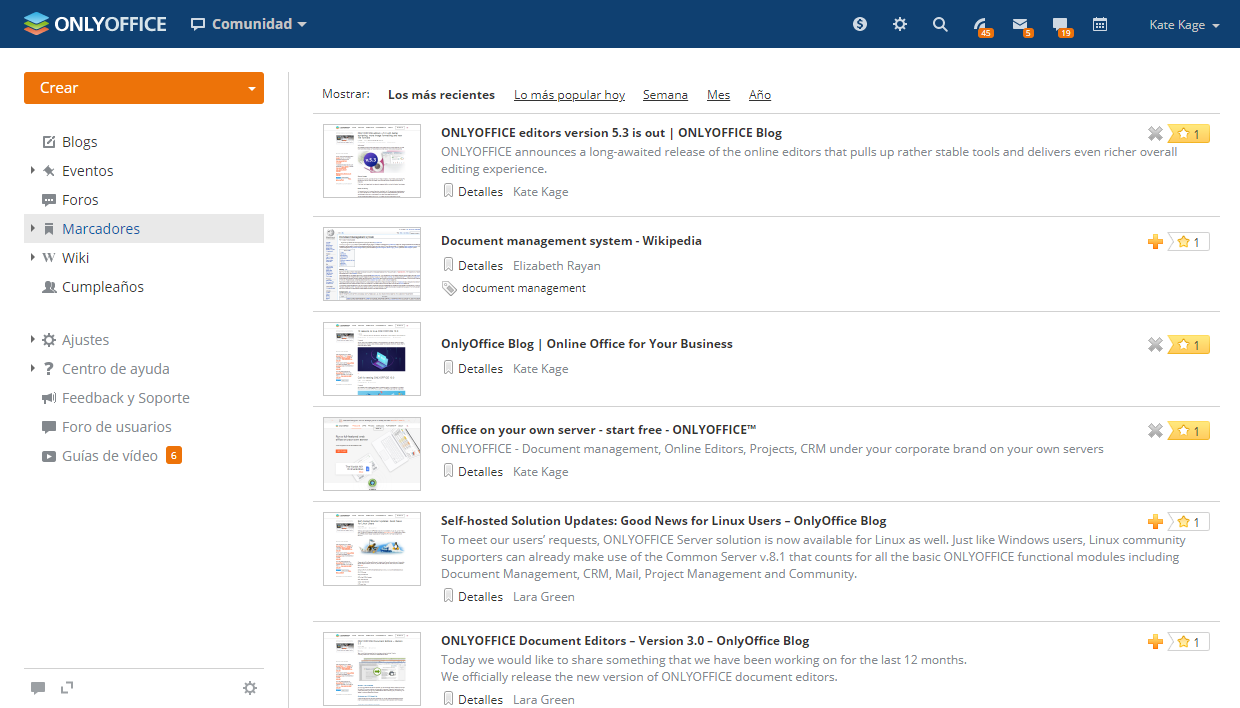 ONLYOFFICE Comunidad 45 5 19 Kate Kage
Crear
Blogs
Eventos
Foros
Marcadores
Wiki
Cumpleaños
Ajustes
Centro de ayuda
Feedback y Soporte
Foro de usuarios
Guías de vídeo 6
Mostrar: Los más recientes Lo más popular hoy Semana Mes Año
ONLYOFFICE editors version 5.3 is out | ONLYOFFICE Blog 1
ONLYOFFICE announces a long-awaited release of the online editors that pulls up rather stable tools and delivers even richer overall
editing experience.
Detalles Kate Kage
Document management system - Wikipedia 1
Detalles Elizabeth Rayan
document management
OnlyOffice Blog | Online Office for Your Business 1
Detalles Kate Kage
Office on your own server - start free - ONLYOFFICE™ 1
ONLYOFFICE - Document management, Online Editors, Projects, CRM under your corporate brand on your own servers
Detalles Kate Kage
Self-hosted Solution Updates: Good News for Linux Users – OnlyOffice Blog 1
To meet our users’ requests, ONLYOFFICE Server solution is now available for Linux as well. Just like Windows users, Linux community
supporters can already make use of the Common Server v.8.1 that counts for all the basic ONLYOFFICE functional modules including
Document Management, CRM, Mail, Project Management and Community.
Detalles Lara Green
ONLYOFFICE Document Editors – Version 3.0 – OnlyOffice Blog 1
Today we would like to share something that we have been working on for the last 12 months.
We officially release the new version of ONLYOFFICE document editors.
Detalles Lara Green